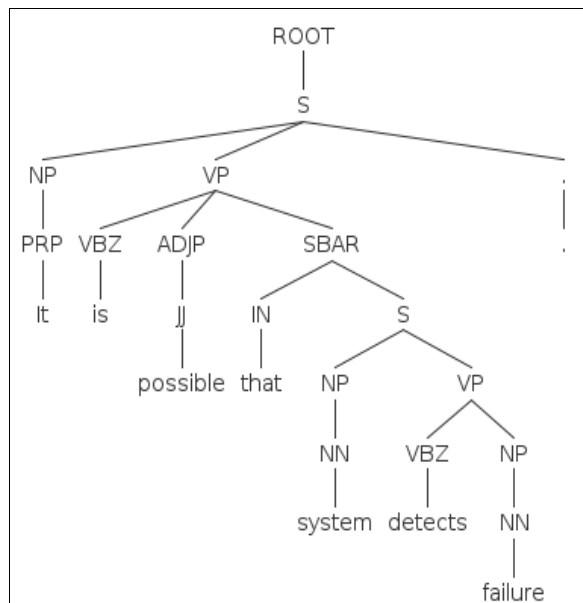 ROOT
S
NP VP .
PRP VBZ ADJP SBAR .
It is JJ IN S
possible that NP VP
NN VBZ NP
system detects NN
failure